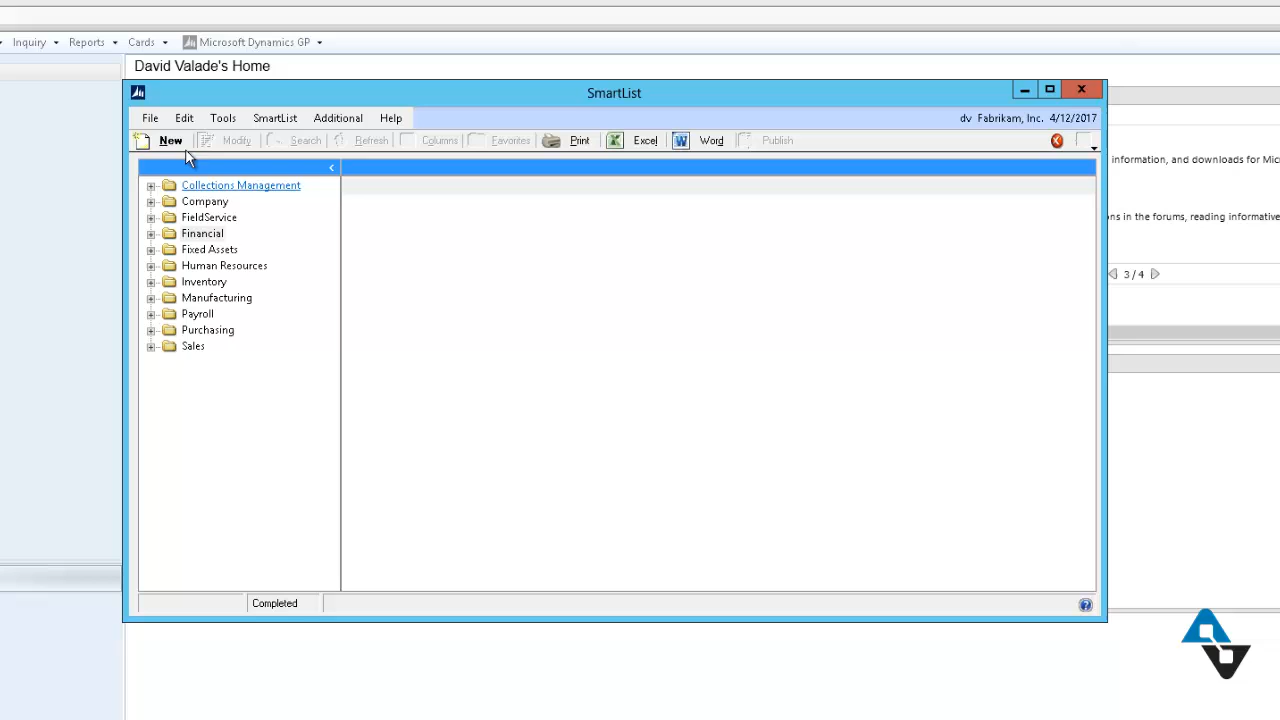 Inquiry Reports Cards Microsoft Dynamics GP
David Valade's Home
SmartList
File Edit Tools SmartList Additional Help dv Fabrikam, Inc. 4/12/2017
New Modify Search Refresh Columns Favorites Print Excel Word Publish
information, and downloads for Mic
Collections Management
Company
FieldService
ns in the forums, reading informative
Financial
Fixed Assets
Human Resources
3 / 4
Inventory
Manufacturing
Payroll
Purchasing
Sales
Completed